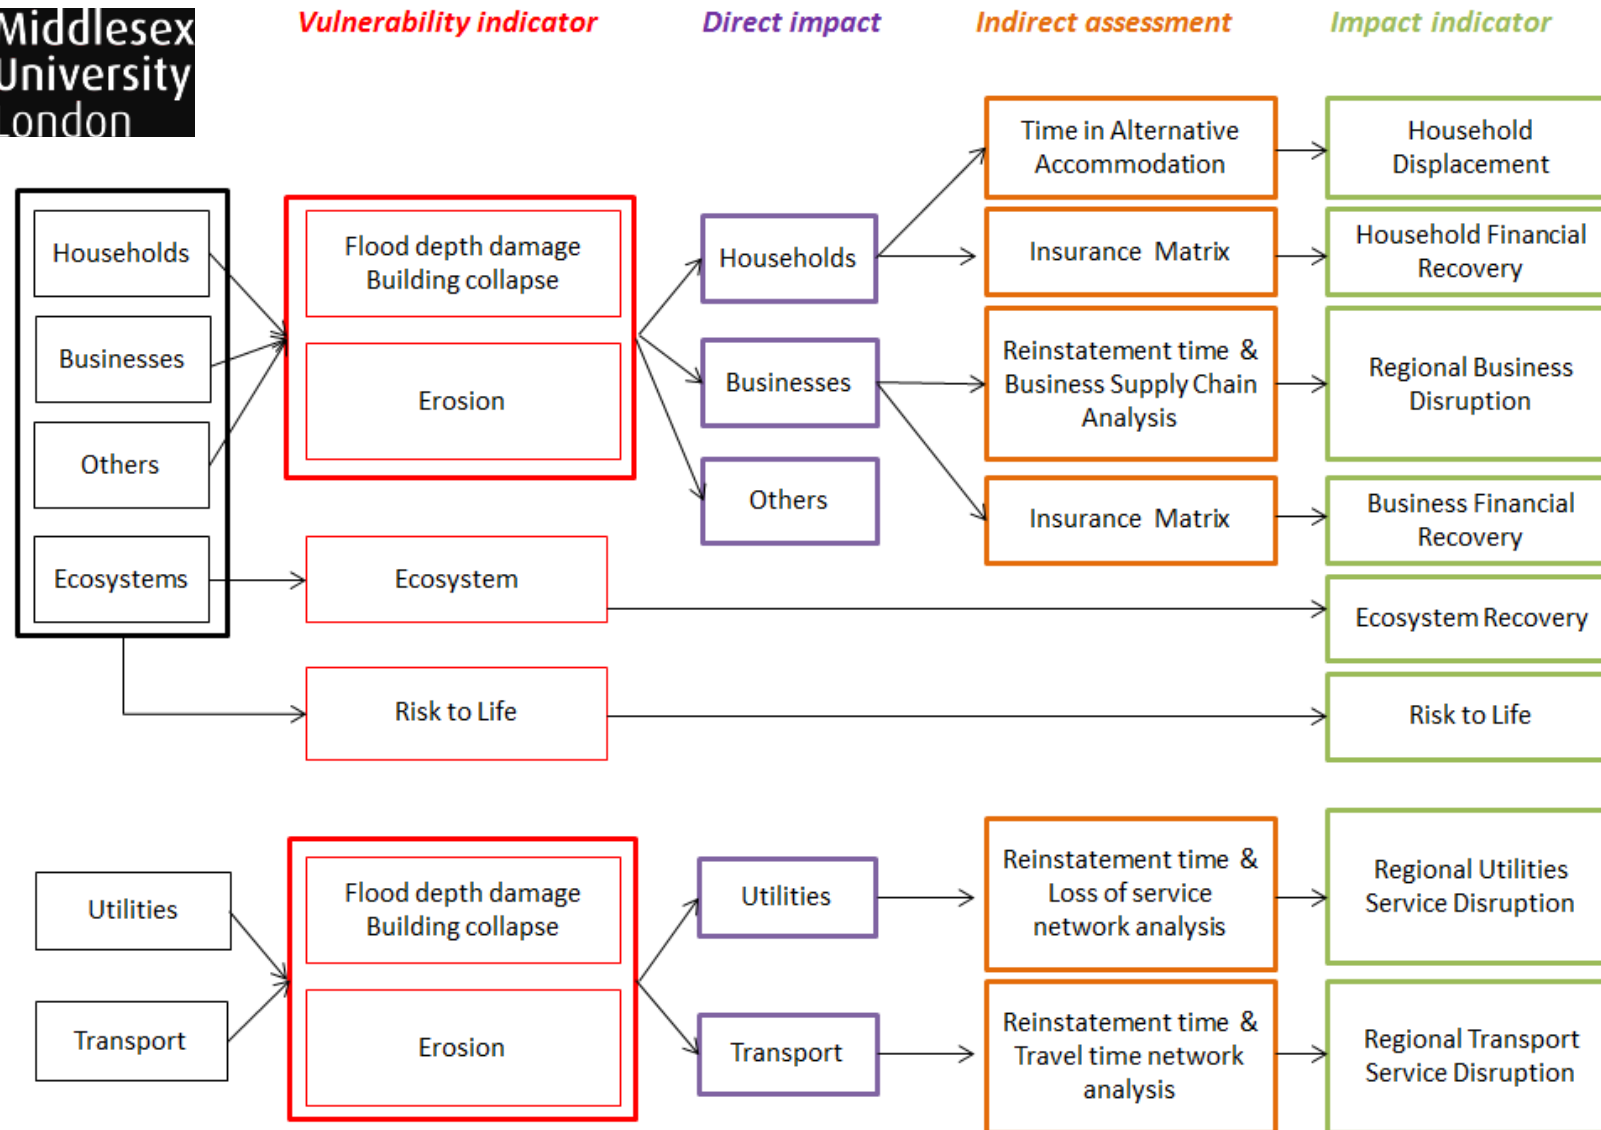 Middlesex
University
London
Vulnerability indicator
Direct impact
Indirect assessment
Impact indicator
Households
Businesses
Others
Ecosystems
Flood depth damage
Building collapse
Erosion
Ecosystem
Risk to Life
Households
Businesses
Others
Time in Alternative
Accommodation
Insurance Matrix
Reinstatement time &
Business Supply Chain
Analysis
Insurance Matrix
Household
Displacement
Household Financial
Recovery
Regional Business
Disruption
Business Financial
Recovery
Ecosystem Recovery
Risk to Life
Utilities
Transport
Flood depth damage
Building collapse
Erosion
Utilities
Transport
Reinstatement time &
Loss of service
network analysis
Reinstatement time &
Travel time network
analysis
Regional Utilities
Service Disruption
Regional Transport
Service Disruption